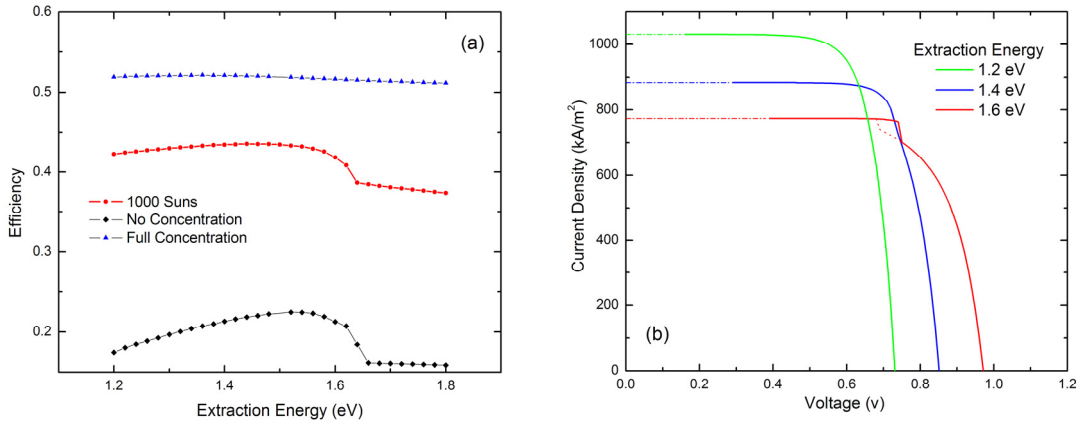 0.6
0.5
0.4
0.3
0.2
Efficiency
(a)
1000 Suns
No Concentration
Full Concentration
1.2
1.4
1.6
1.8
Extraction Energy (eV)
1000
800
600
400
200
0
Current Density (kA/m²)
Extraction Energy
1.2 eV
1.4 eV
1.6 eV
(b)
0.0
0.2
0.4
0.6
0.8
1.0
1.2
Voltage (v)